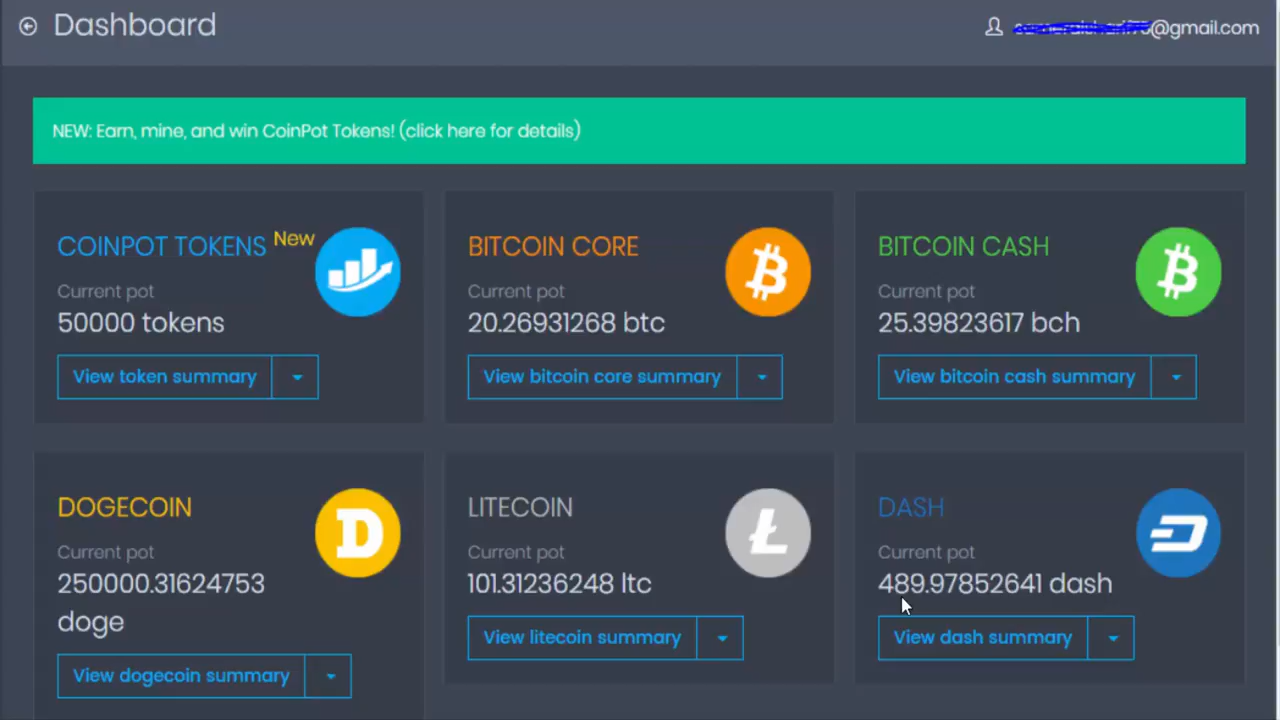 Dashboard
@gmail.com
NEW: Earn, mine, and win CoinPot Tokens! (click here for details)
COINPOT TOKENS New
Current pot
50000 tokens
View token summary
BITCOIN CORE
Current pot
20.26931268 btc
View bitcoin core summary
BITCOIN CASH
Current pot
25.39823617 bch
View bitcoin cash summary
DOGECOIN
Current pot
250000.31624753
doge
View dogecoin summary
LITECOIN
Current pot
101.31236248 ltc
View litecoin summary
DASH
Current pot
489.97852641 dash
View dash summary